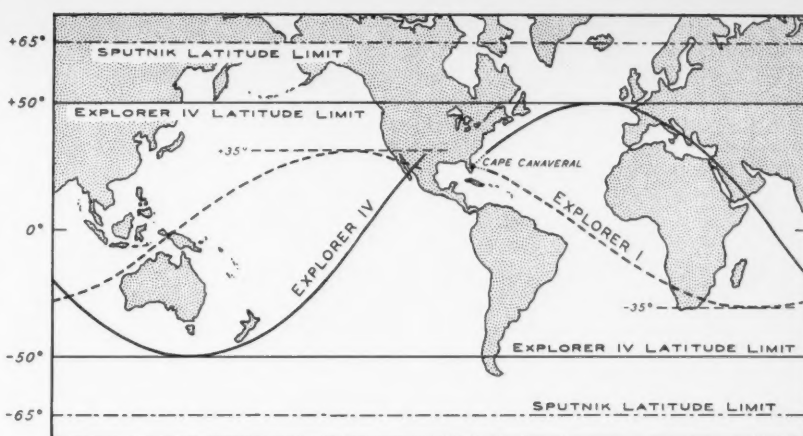 +65°
SPUTNIK LATITUDE LIMIT
+50°
EXPLORER IV LATITUDE LIMIT
+35°
CAPE CANAVERAL
0°
EXPLORER IV
EXPLORER I
-35°
-50°
EXPLORER IV LATITUDE LIMIT
-65°
SPUTNIK LATITUDE LIMIT